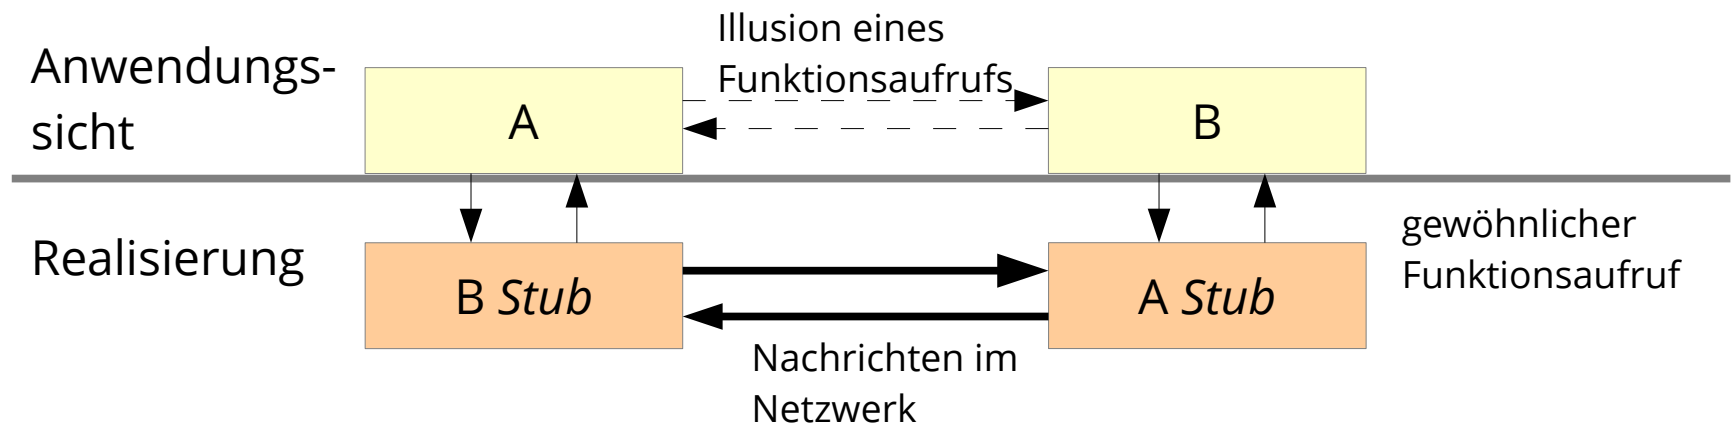 Illusion eines
Funktionsaufrufs
Anwendungs-
sicht
A
B
Realisierung
B Stub
A Stub
gewöhnlicher
Funktionsaufruf
Nachrichten im
Netzwerk